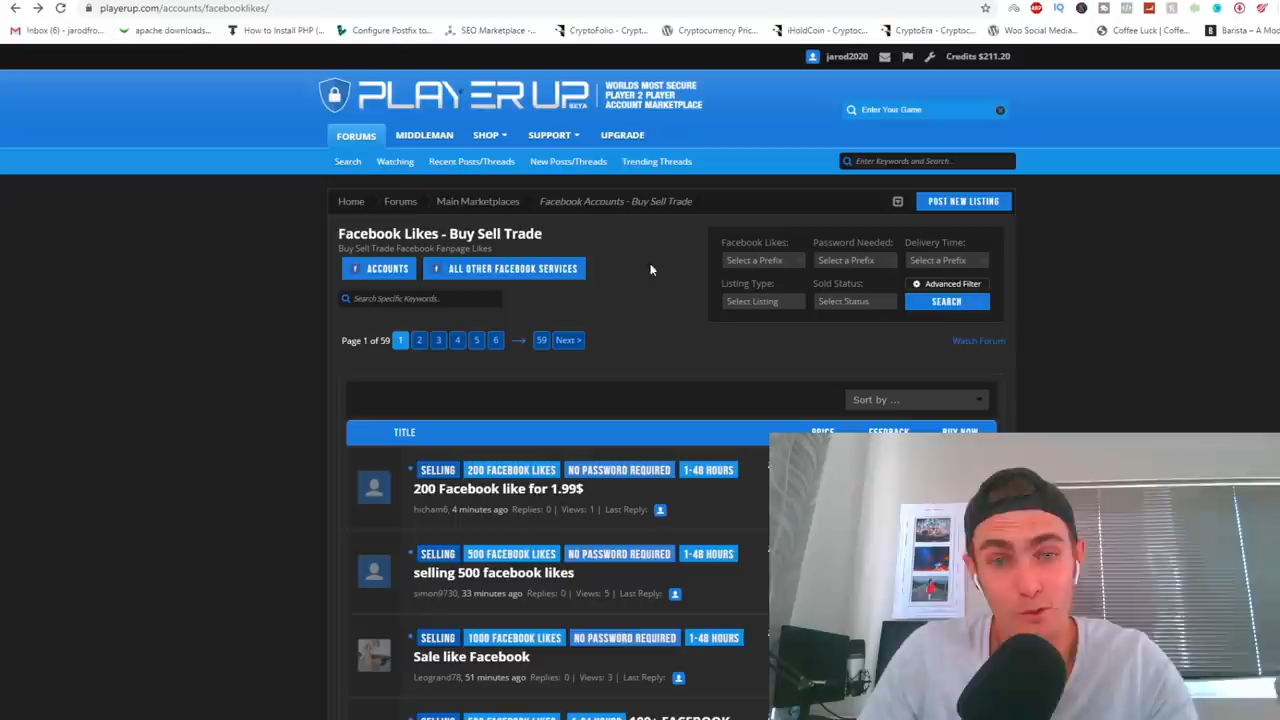 playerup.com/accounts/facebooklikes/
Inbox (6) - jarodfro...
apache.downloads...
How to Install PHP (...
Configure Postfix to...
SEO Marketplace -...
CryptoFolio - Crypt...
Cryptocurrency Pric...
iHoldCoin - Cryptoc...
CryptoEra - Cryptoc...
Woo Social Media...
Coffee Luck | Coffe...
Barista – A Mod
jarod2020
Credits $211.20
PLAYERUP BETA
WORLDS MOST SECURE
PLAYER 2 PLAYER
ACCOUNT MARKETPLACE
Enter Your Game
FORUMS MIDDLEMAN SHOP SUPPORT UPGRADE
Search Watching Recent Posts/Threads New Posts/Threads Trending Threads
Enter Keywords and Search...
Home Forums Main Marketplaces Facebook Accounts - Buy Sell Trade
POST NEW LISTING
Facebook Likes - Buy Sell Trade
Buy Sell Trade Facebook Fanpage Likes
ACCOUNTS
ALL OTHER FACEBOOK SERVICES
Search Specific Keywords..
Facebook Likes: Password Needed: Delivery Time:
Select a Prefix Select a Prefix Select a Prefix
Listing Type: Sold Status: Advanced Filter
Select Listing Select Status SEARCH
Page 1 of 59 1 2 3 4 5 6 → 59 Next >
Watch Forum
Sort by ...
TITLE PRICE FEEDBACK BUY NOW
SELLING 200 FACEBOOK LIKES NO PASSWORD REQUIRED 1-48 HOURS
200 Facebook like for 1.99$
hicham6, 4 minutes ago Replies: 0 | Views: 1 | Last Reply:
SELLING 500 FACEBOOK LIKES NO PASSWORD REQUIRED 1-48 HOURS
selling 500 facebook likes
simon9730, 33 minutes ago Replies: 0 | Views: 5 | Last Reply:
SELLING 1000 FACEBOOK LIKES NO PASSWORD REQUIRED 1-48 HOURS
Sale like Facebook
Leogrand78, 51 minutes ago Replies: 0 | Views: 3 | Last Reply:
SELLING 100+ FACEBOOK